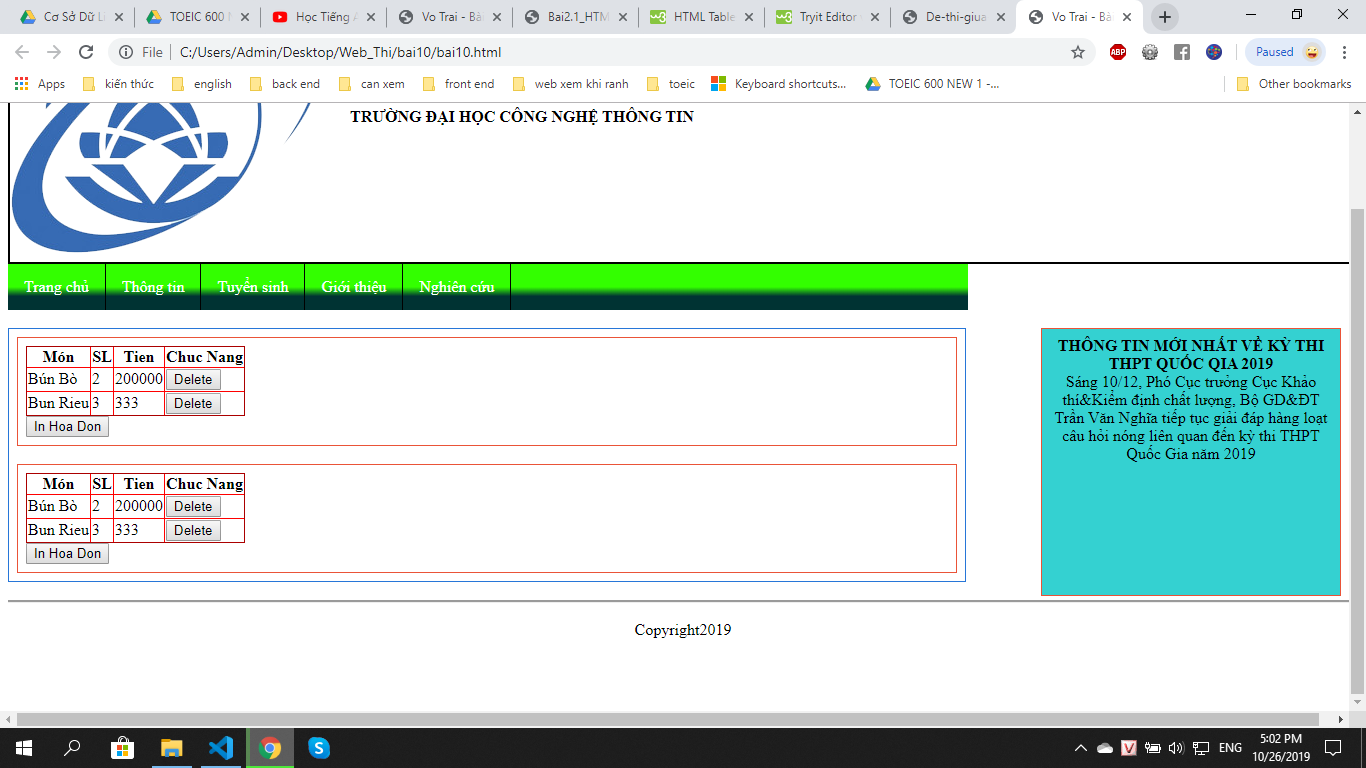 Cơ Sở Dữ Li
TOEIC 600 N
Học Tiếng A
Vo Trai - Bài
Bai2.1_HTM
HTML Table
Tryit Editor
De-thi-giua
Vo Trai - Bà
File
C:/Users/Admin/Desktop/Web_Thi/bai10/bai10.html
ABP
Paused
Apps
kiến thức
english
back end
can xem
front end
web xem khi ranh
toeic
Keyboard shortcuts...
TOEIC 600 NEW 1 -...
Other bookmarks
TRƯỜNG ĐẠI HỌC CÔNG NGHỆ THÔNG TIN
Trang chủ Thông tin Tuyển sinh Giới thiệu Nghiên cứu
Món SL Tien Chuc Nang
Bún Bò 2 200000 Delete
Bun Rieu 3 333 Delete
In Hoa Don
Món SL Tien Chuc Nang
Bún Bò 2 200000 Delete
Bun Rieu 3 333 Delete
In Hoa Don
THÔNG TIN MỚI NHẤT VỀ KỲ THI
THPT QUỐC QIA 2019
Sáng 10/12, Phó Cục trưởng Cục Khảo
thí&Kiểm định chất lượng, Bộ GD&ĐT
Trần Văn Nghĩa tiếp tục giải đáp hàng loạt
câu hỏi nóng liên quan đến kỳ thi THPT
Quốc Gia năm 2019
Copyright2019
ENG
5:02 PM
10/26/2019